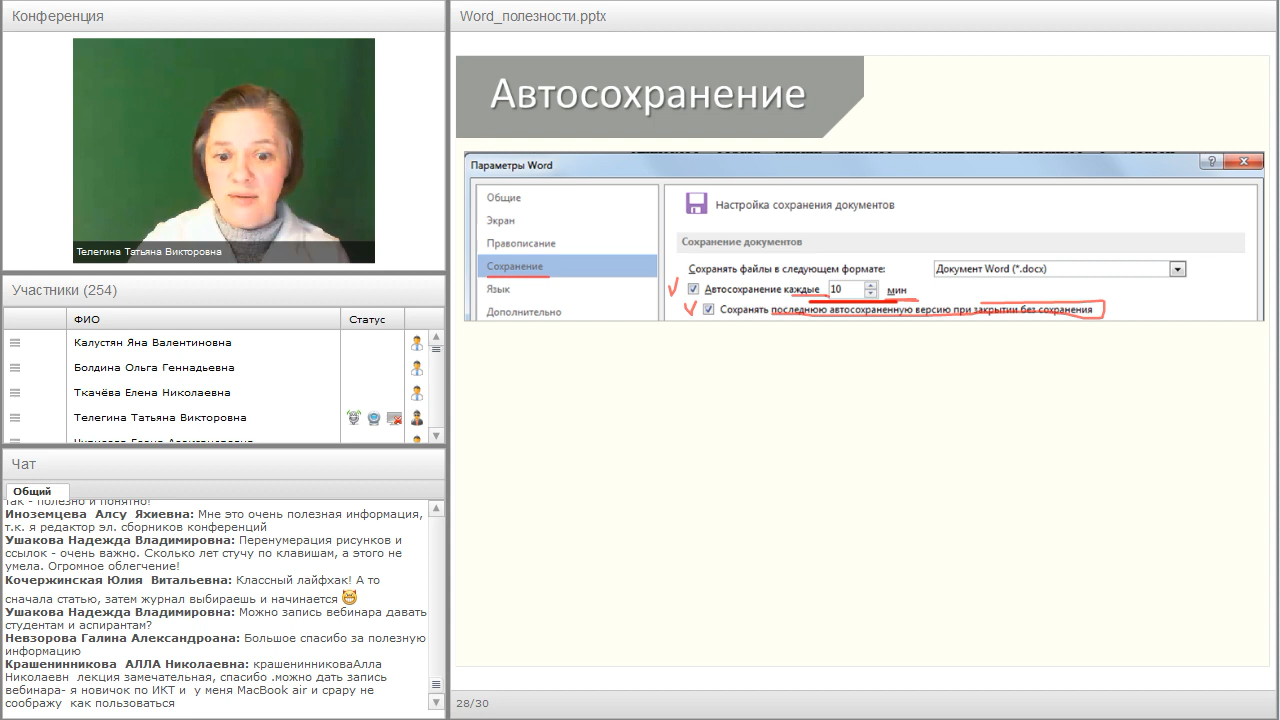 Конференция
Телегина Татьяна Викторовна
Участники (254)
ФИО Статус
Калустян Яна Валентиновна
Болдина Ольга Геннадьевна
Ткачёва Елена Николаевна
Телегина Татьяна Викторовна
Чат
Общий
так - полезно и понятно!
Иноземцева Алсу Яхиевна: Мне это очень полезная информация,
т.к. я редактор эл. сборников конференций
Ушакова Надежда Владимировна: Перенумерация рисунков и
ссылок - очень важно. Сколько лет стучу по клавишам, а этого не
умела. Огромное облегчение!
Кочержинская Юлия Витальевна: Классный лайфхак! А то
сначала статью, затем журнал выбираешь и начинается
Ушакова Надежда Владимировна: Можно запись вебинара давать
студентам и аспирантам?
Невзорова Галина Александроана: Большое спасибо за полезную
информацию
Крашенинникова АЛЛА Николаевна: крашенинниковаАлла
Николаевн лекция замечательная, спасибо .можно дать запись
вебинара- я новичок по ИКТ и у меня MacBook air и срару не
соображу как пользоваться
Word_полезности.pptx
Автосохранение
Параметры Word
Общие
Экран
Правописание
Сохранение
Язык
Дополнительно
Настройка сохранения документов
Сохранение документов
Сохранять файлы в следующем формате: Документ Word (*.docx)
Автосохранение каждые 10 мин
Сохранять последнюю автосохраненную версию при закрытии без сохранения
28/30